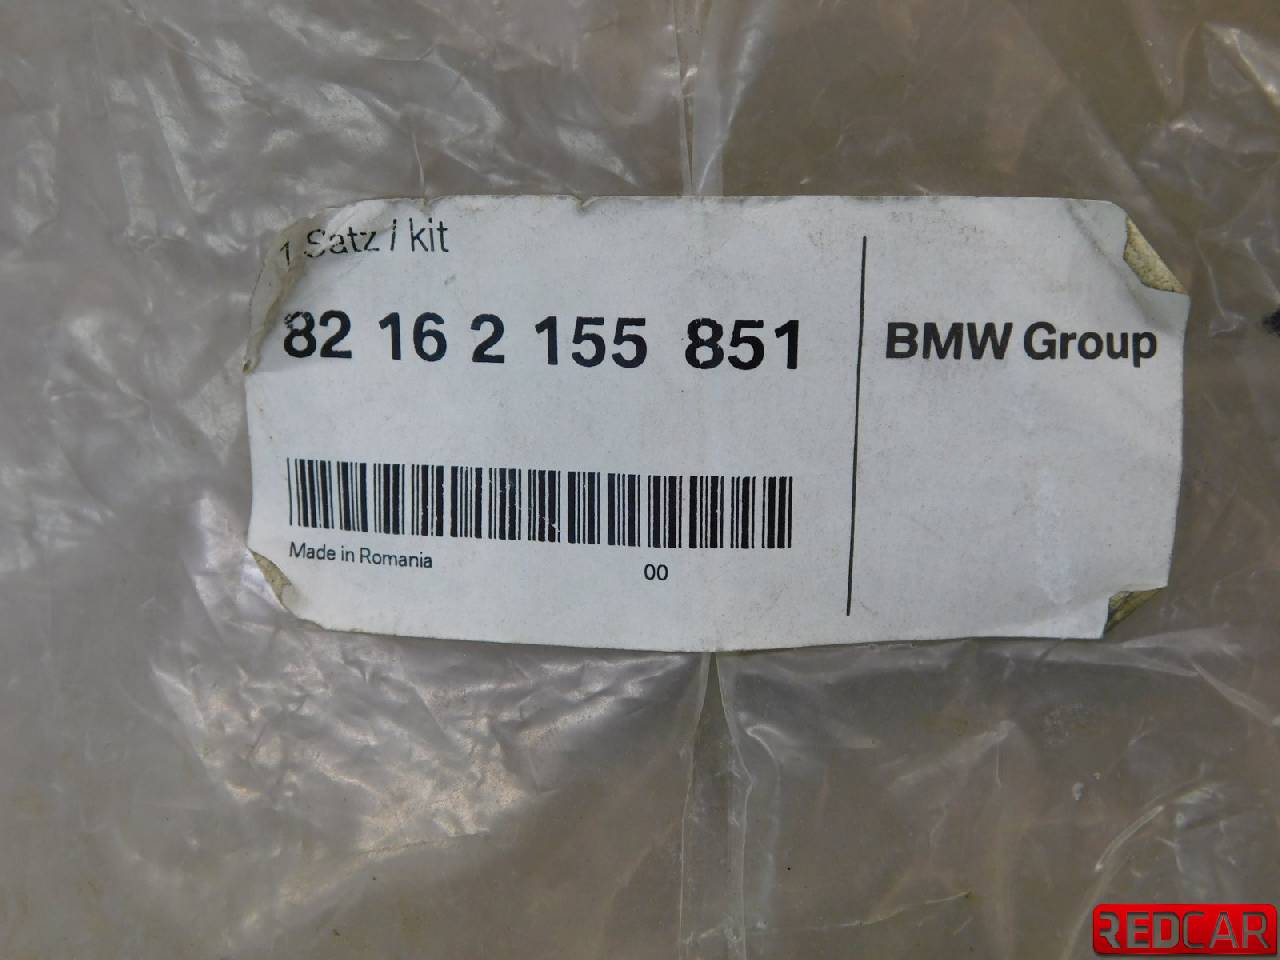 1 Satz / kit
82 16 2 155 851
BMW Group
Made in Romania
00
REDCAR